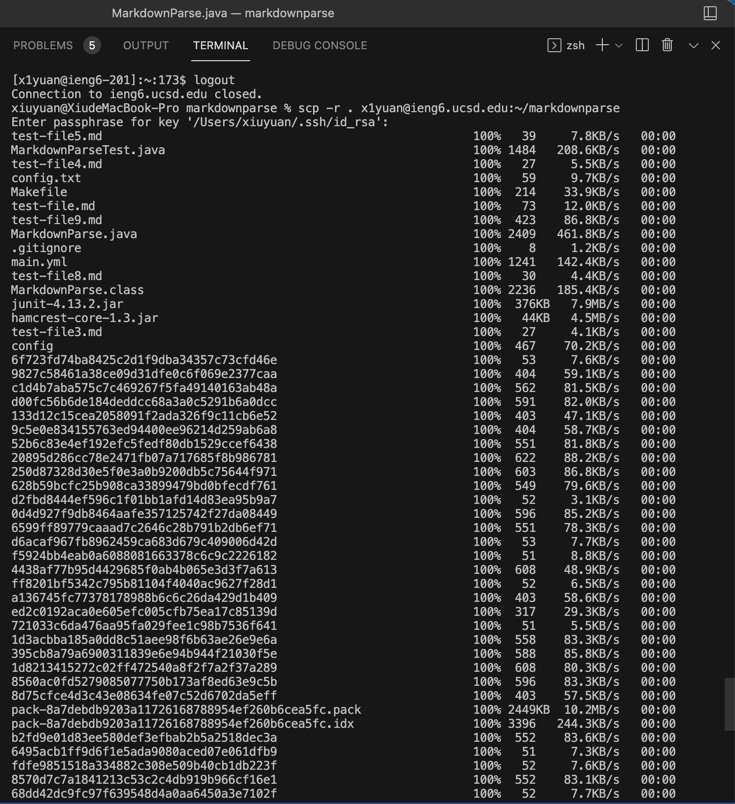 MarkdownParse.java — markdownparse
PROBLEMS 5 OUTPUT TERMINAL DEBUG CONSOLE zsh
[x1yuan@ieng6-201]:~:173$ logout
Connection to ieng6.ucsd.edu closed.
xiuyuan@XiudeMacBook-Pro markdownparse % scp -r . x1yuan@ieng6.ucsd.edu:~/markdownparse
Enter passphrase for key '/Users/xiuyuan/.ssh/id_rsa':
test-file5.md 100% 39 7.8KB/s 00:00
MarkdownParseTest.java 100% 1484 208.6KB/s 00:00
test-file4.md 100% 27 5.5KB/s 00:00
config.txt 100% 59 9.7KB/s 00:00
Makefile 100% 214 33.9KB/s 00:00
test-file.md 100% 73 12.0KB/s 00:00
test-file9.md 100% 423 86.8KB/s 00:00
MarkdownParse.java 100% 2409 461.8KB/s 00:00
.gitignore 100% 8 1.2KB/s 00:00
main.yml 100% 1241 142.4KB/s 00:00
test-file8.md 100% 30 4.4KB/s 00:00
MarkdownParse.class 100% 2236 185.4KB/s 00:00
junit-4.13.2.jar 100% 376KB 7.9MB/s 00:00
hamcrest-core-1.3.jar 100% 44KB 4.5MB/s 00:00
test-file3.md 100% 27 4.1KB/s 00:00
config 100% 467 70.2KB/s 00:00
6f723fd74ba8425c2d1f9dba34357c73cfd46e 100% 53 7.6KB/s 00:00
9827c58461a38ce09d31dfe0c6f069e2377caa 100% 404 59.1KB/s 00:00
c1d4b7aba575c7c469267f5fa49140163ab48a 100% 562 81.5KB/s 00:00
d00fc56b6de184deddcc68a3a0c5291b6a0dcc 100% 591 82.0KB/s 00:00
133d12c15cea2058091f2ada326f9c11cb6e52 100% 403 47.1KB/s 00:00
9c5e0e834155763ed94400ee96214d259ab6a8 100% 404 58.7KB/s 00:00
52b6c83e4ef192efc5fedf80db1529ccef6438 100% 551 81.8KB/s 00:00
20895d286cc78e2471fb07a717685f8b986781 100% 622 88.2KB/s 00:00
250d87328d30e5f0e3a0b9200db5c75644f971 100% 603 86.8KB/s 00:00
628b59bcfc25b908ca33899479bd0bfecdf761 100% 549 79.6KB/s 00:00
d2fbd8444ef596c1f01bb1afd14d83ea95b9a7 100% 52 3.1KB/s 00:00
0d4d927f9db8464aafe357125742f27da08449 100% 596 85.2KB/s 00:00
6599ff89779caaad7c2646c28b791b2db6ef71 100% 551 78.3KB/s 00:00
d6acaf967fb8962459ca683d679c409006d42d 100% 53 7.7KB/s 00:00
f5924bb4eab0a6088081663378c6c9c2226182 100% 51 8.8KB/s 00:00
4438af77b95d4429685f0ab4b065e3d3f7a613 100% 608 48.9KB/s 00:00
ff8201bf5342c795b81104f4040ac9627f28d1 100% 52 6.5KB/s 00:00
a136745fc77378178988b6c6c26da429d1b409 100% 403 58.6KB/s 00:00
ed2c0192aca0e605efc005cfb75ea17c85139d 100% 317 29.3KB/s 00:00
721033c6da476aa95fa029fee1c98b7536f641 100% 51 5.5KB/s 00:00
1d3acbba185a0dd8c51aee98f6b63ae26e9e6a 100% 558 83.3KB/s 00:00
395cb8a79a6900311839e6e94b944f21030f5e 100% 588 85.8KB/s 00:00
1d8213415272c02ff472540a8f2f7a2f37a289 100% 608 80.3KB/s 00:00
8560ac0fd5279085077750b173af8ed63e9c5b 100% 596 83.3KB/s 00:00
8d75cfce4d3c43e08634fe07c52d6702da5eff 100% 403 57.5KB/s 00:00
pack-8a7debdb9203a11726168788954ef260b6cea5fc.pack 100% 2449KB 10.2MB/s 00:00
pack-8a7debdb9203a11726168788954ef260b6cea5fc.idx 100% 3396 244.3KB/s 00:00
b2fd9e01d83ee580def3efbab2b5a2518dec3a 100% 552 83.6KB/s 00:00
6495acb1ff9d6f1e5ada9080aced07e061dfb9 100% 51 7.3KB/s 00:00
fdfe9851518a334882c308e509b40cb1db223f 100% 52 7.6KB/s 00:00
8570d7c7a1841213c53c2c4db919b966cf16e1 100% 552 83.1KB/s 00:00
68dd42dc9fc97f639548d4a0aa6450a3e7102f 100% 52 7.7KB/s 00:00